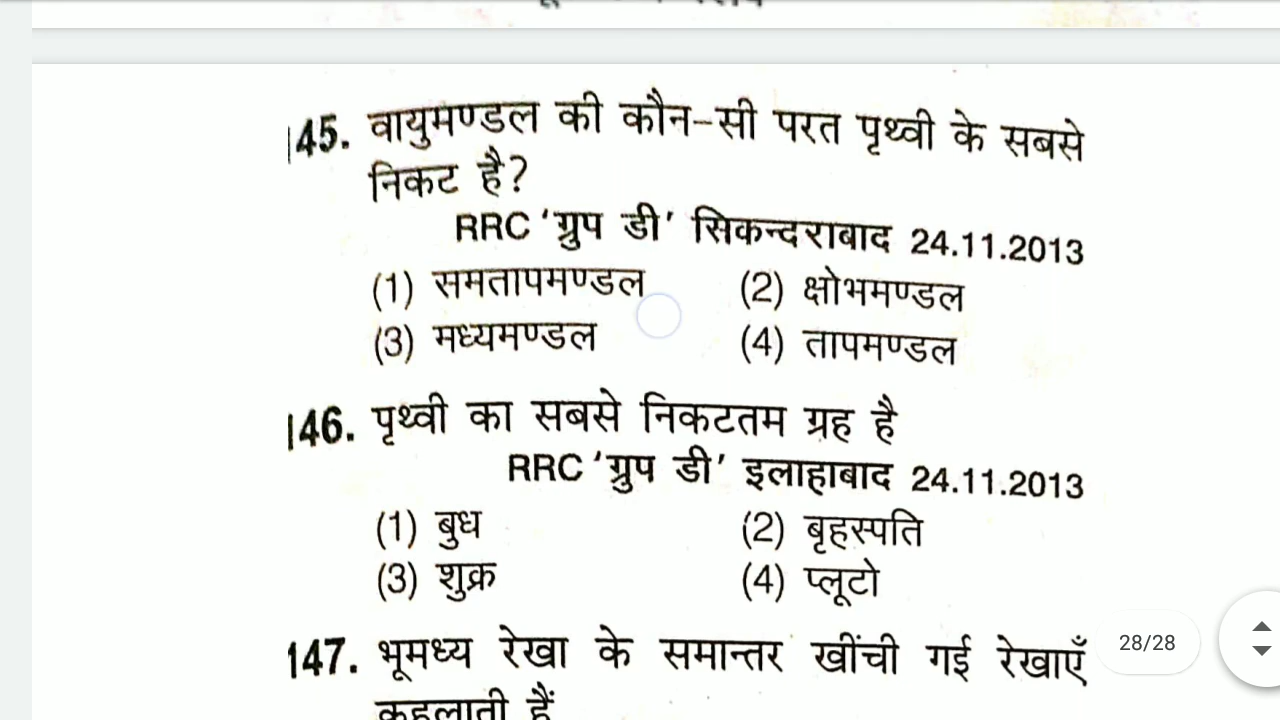 145. वायुमण्डल की कौन-सी परत पृथ्वी के सबसे
निकट है?
RRC 'ग्रुप डी' सिकन्दराबाद 24.11.2013
(1) समतापमण्डल (2) क्षोभमण्डल
(3) मध्यमण्डल (4) तापमण्डल
146. पृथ्वी का सबसे निकटतम ग्रह है
RRC 'ग्रुप डी' इलाहाबाद 24.11.2013
(1) बुध (2) बृहस्पति
(3) शुक्र (4) प्लूटो
147. भूमध्य रेखा के समान्तर खींची गई रेखाएँ
28/28
कहलाती हैं